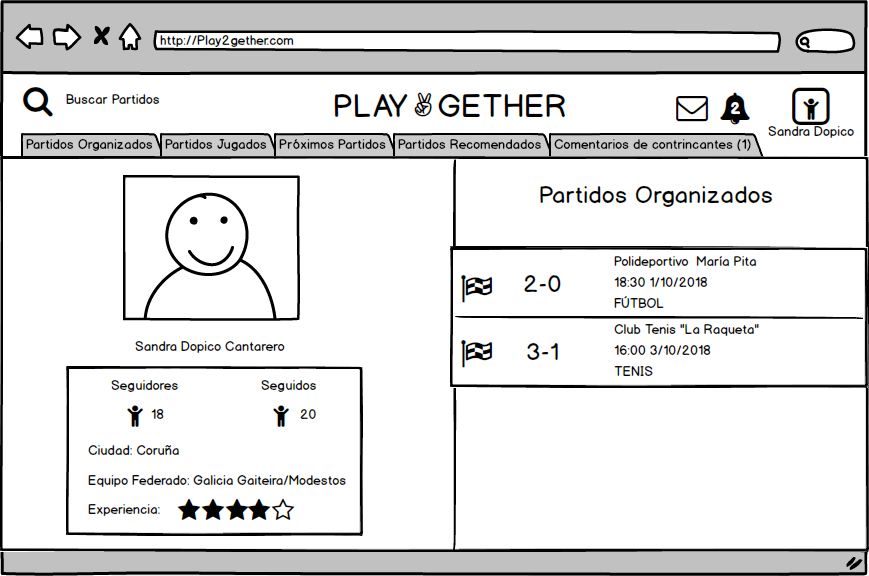 http://Play2gether.com
Buscar Partidos
PLAY✌GETHER
2
Sandra Dopico
Partidos Organizados
Partidos Jugados
Próximos Partidos
Partidos Recomendados
Comentarios de contrincantes (1)
Sandra Dopico Cantarero
Seguidores
Seguidos
18
20
Ciudad: Coruña
Equipo Federado: Galicia Gaiteira/Modestos
Experiencia:
Partidos Organizados
2-0
Polideportivo María Pita
18:30 1/10/2018
FÚTBOL
3-1
Club Tenis "La Raqueta"
16:00 3/10/2018
TENIS